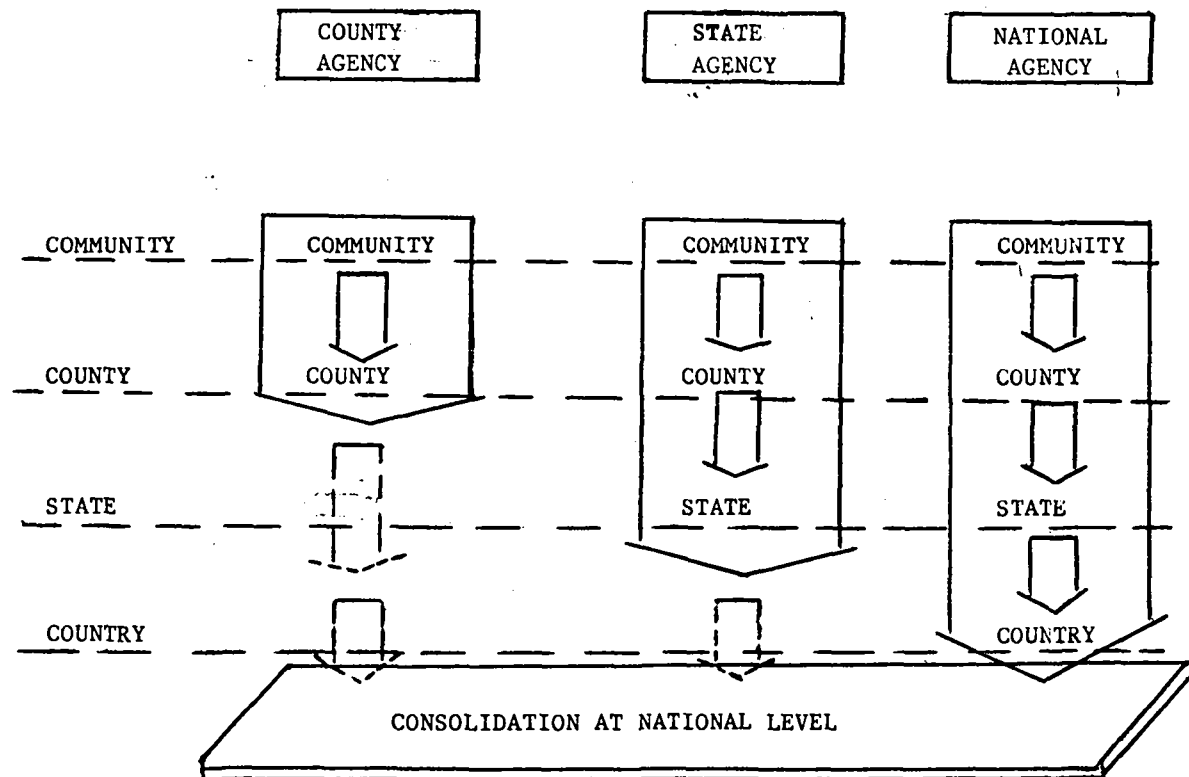 COUNTY
AGENCY
STATE
AGENCY
NATIONAL
AGENCY
COMMUNITY COMMUNITY COMMUNITY COMMUNITY
COUNTY COUNTY COUNTY COUNTY
STATE STATE STATE
COUNTRY COUNTRY
CONSOLIDATION AT NATIONAL LEVEL